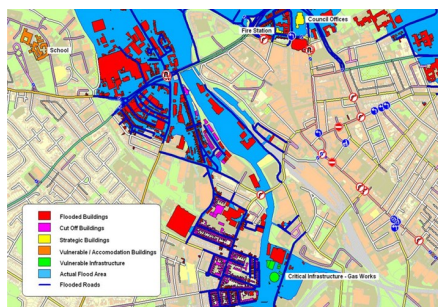 Council Offices
Fire Station
School
Flooded Buildings
Cut Off Buildings
Strategic Buildings
Vulnerable / Accomodation Buildings
Vulnerable Infrastructure
Actual Flood Area
Flooded Roads
Critical Infrastructure - Gas Works